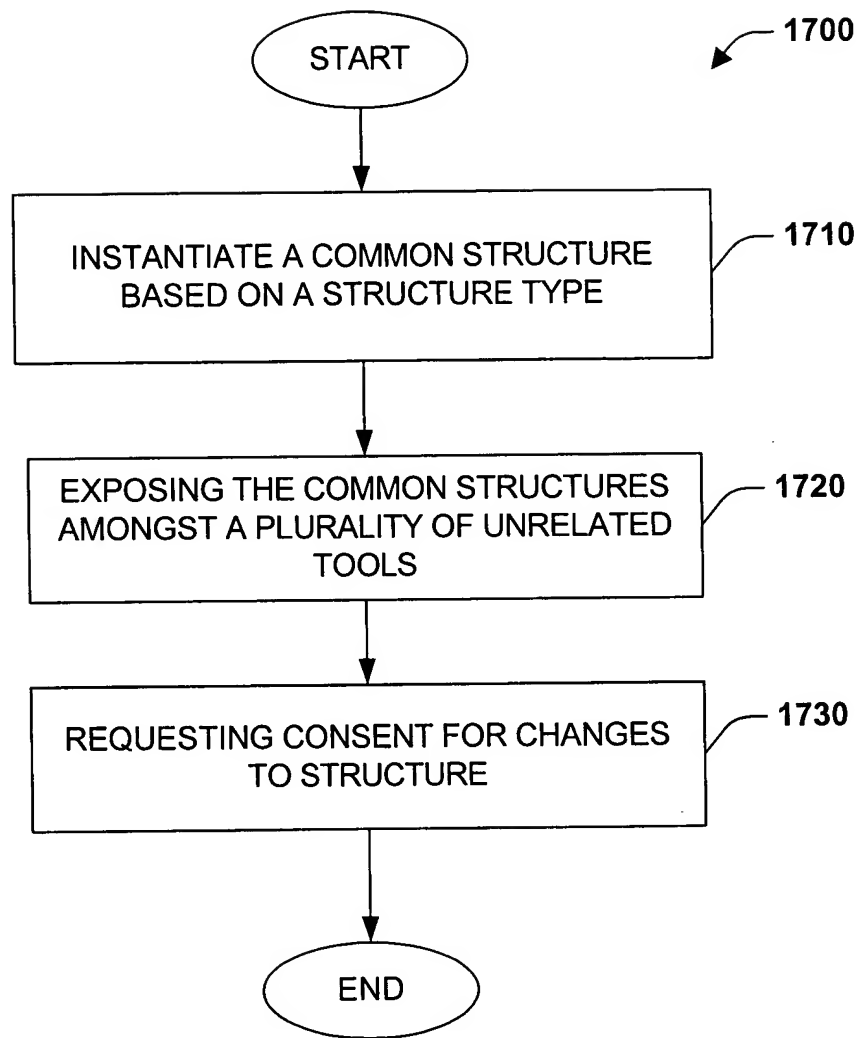 START
1700
INSTANTIATE A COMMON STRUCTURE
BASED ON A STRUCTURE TYPE
1710
EXPOSING THE COMMON STRUCTURES
AMONGST A PLURALITY OF UNRELATED
TOOLS
1720
REQUESTING CONSENT FOR CHANGES
TO STRUCTURE
1730
END